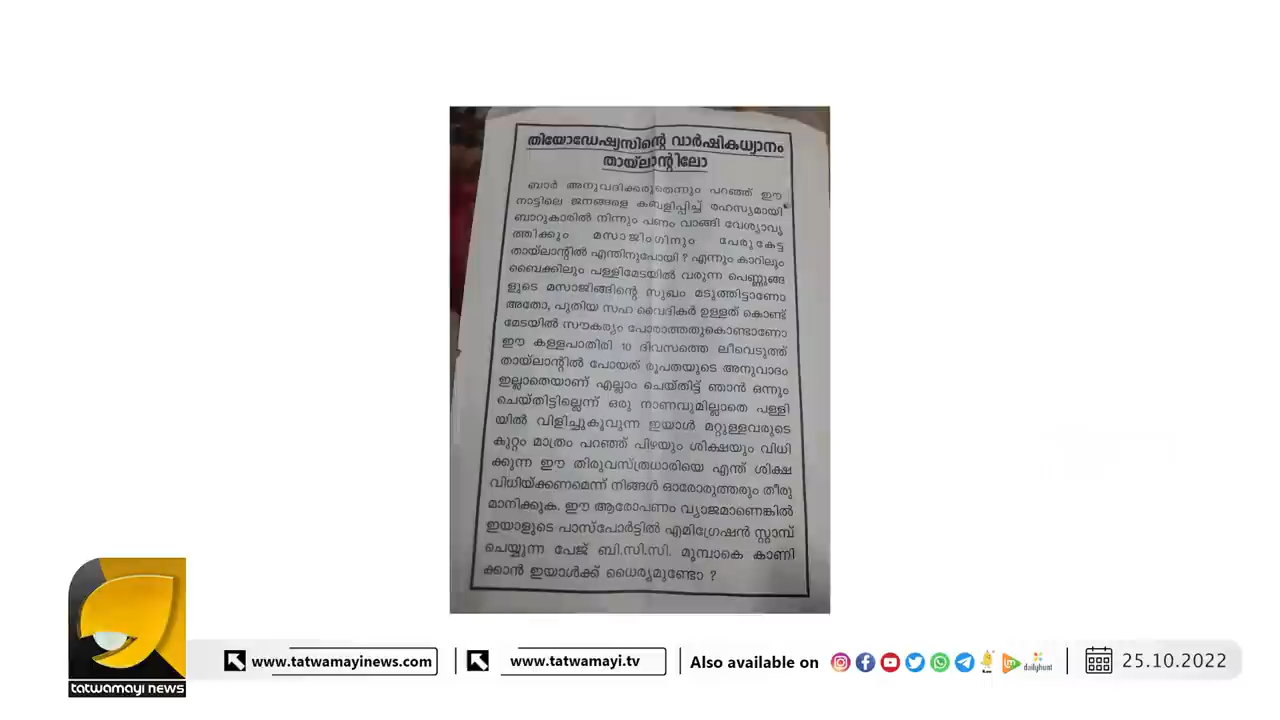 തിയോഡേഷ്യസിന്റെ വാർഷികധ്യാനം
തായ്‌ലാന്റിലോ
ബാർ അനുവദിക്കരുതെന്നും പറഞ്ഞ് ഈ
നാട്ടിലെ ജനങ്ങളെ കബളിപ്പിച്ച് രഹസ്യമായി
ബാറുകാരിൽ നിന്നും പണം വാങ്ങി വേശ്യാവൃ
ത്തിക്കും മസാജിംഗിനും പേരുകേട്ട
തായ്‌ലാന്റിൽ എന്തിനുപോയി ? എന്നും കാറിലും
ബൈക്കിലും പള്ളിമേടയിൽ വരുന്ന പെണ്ണുങ്ങ
ളുടെ മസാജിങ്ങിന്റെ സുഖം മടുത്തിട്ടാണോ
അതോ, പുതിയ സഹ വൈദികർ ഉള്ളത് കൊണ്ട്
മേടയിൽ സൗകര്യം പോരാത്തതുകൊണ്ടാണോ
ഈ കള്ളപാതിരി 10 ദിവസത്തെ ലീവെടുത്ത്
തായ്‌ലാന്റിൽ പോയത് രൂപതയുടെ അനുവാദം
ഇല്ലാതെയാണ് എല്ലാം ചെയ്തിട്ട് ഞാൻ ഒന്നും
ചെയ്തിട്ടില്ലെന്ന് ഒരു നാണവുമില്ലാതെ പള്ളി
യിൽ വിളിച്ചുകൂവുന്ന ഇയാൾ മറ്റുള്ളവരുടെ
കുറ്റം മാത്രം പറഞ്ഞ് പിഴയും ശിക്ഷയും വിധി
ക്കുന്ന ഈ തിരുവസ്ത്രധാരിയെ എന്ത് ശിക്ഷ
വിധിയ്ക്കണമെന്ന് നിങ്ങൾ ഓരോരുത്തരും തീരു
മാനിക്കുക. ഈ ആരോപണം വ്യാജമാണെങ്കിൽ
ഇയാളുടെ പാസ്പോർട്ടിൽ എമിഗ്രേഷൻ സ്റ്റാമ്പ്
ചെയ്യുന്ന പേജ് ബി.സി.സി. മുമ്പാകെ കാണി
ക്കാൻ ഇയാൾക്ക് ധൈര്യമുണ്ടോ ?
tatwamayi news
www.tatwamayinews.com
www.tatwamayi.tv
Also available on
dailyhunt
25.10.2022